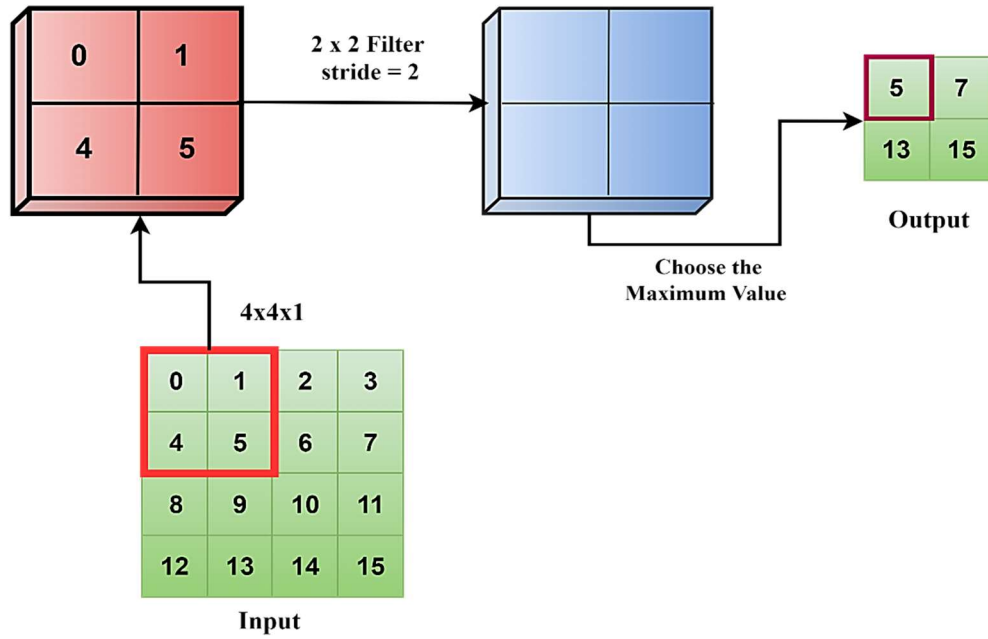 0 1
4 5
2 x 2 Filter
stride = 2
5 7
13 15
Output
Choose the
Maximum Value
4x4x1
0 1 2 3
4 5 6 7
8 9 10 11
12 13 14 15
Input